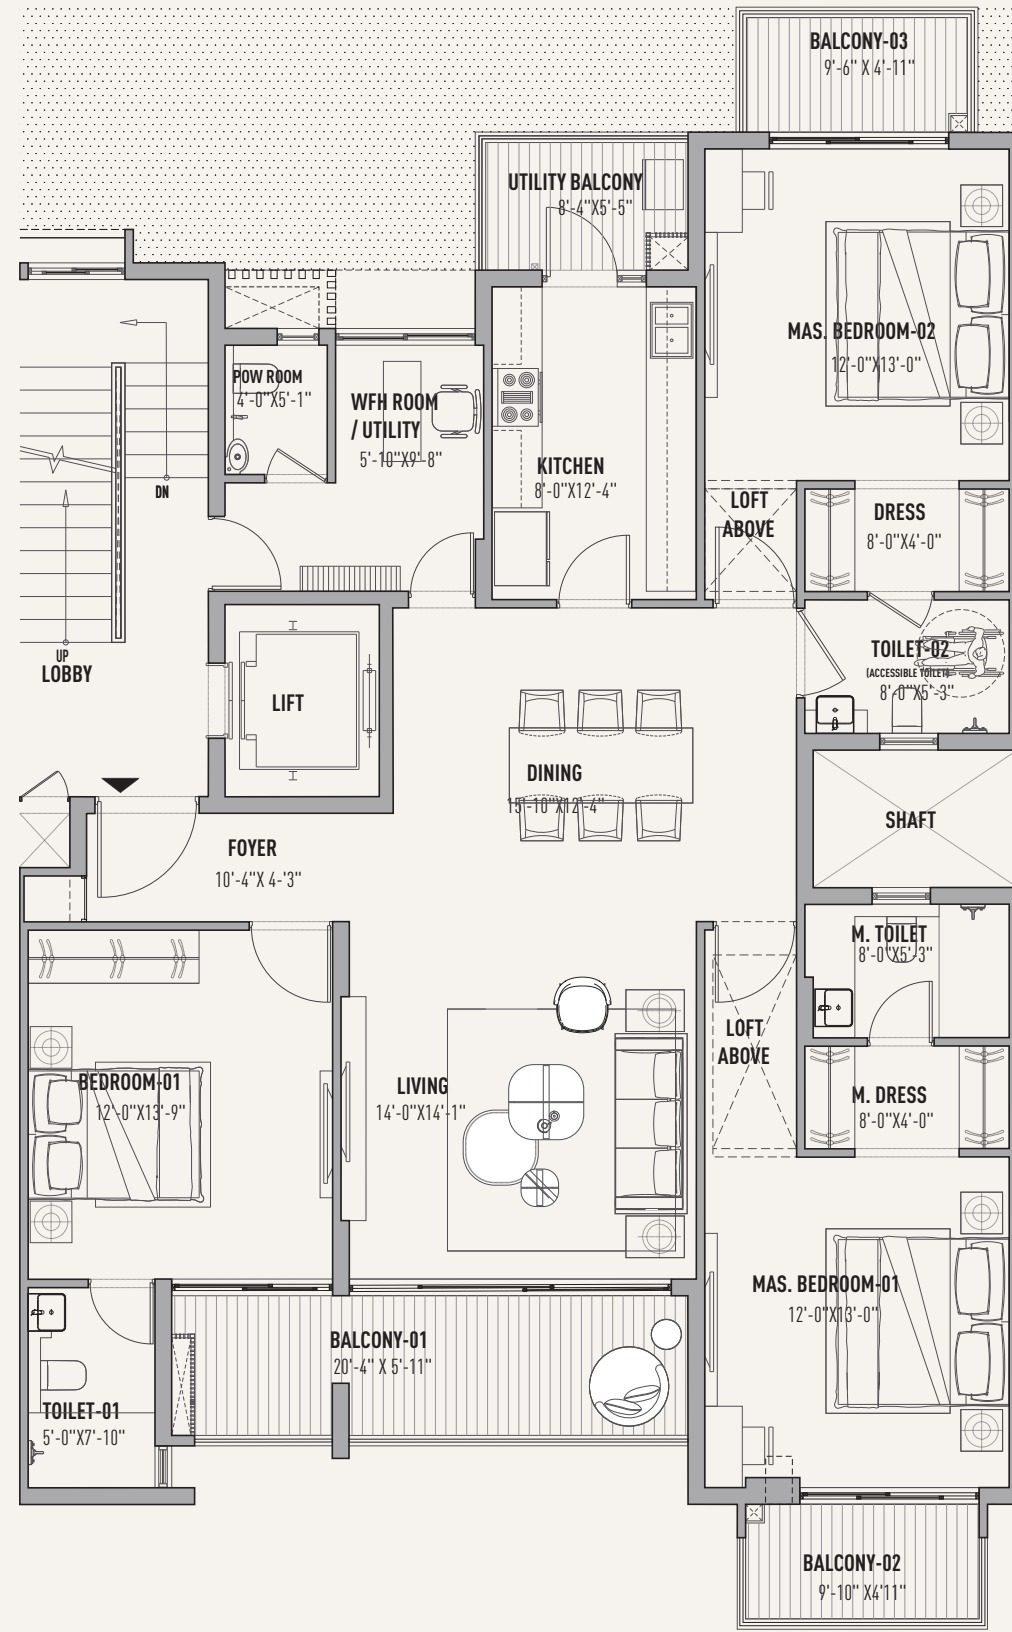 BALCONY-03
9'-6" X 4'-11"
UTILITY BALCONY
8'-4"X5'-5"
MAS. BEDROOM-02
12'-0"X13'-0"
POW ROOM
4'-0"X5'-1"
WFH ROOM
/ UTILITY
5'-10"X9'-8"
KITCHEN
8'-0"X12'-4"
DN
LOFT
ABOVE
DRESS
8'-0"X4'-0"
UP
LOBBY
LIFT
TOILET-02
(ACCESSIBLE TOILET)
8'-0"X5'-3"
DINING
15'-10"X12'-4"
SHAFT
FOYER
10'-4"X 4-'3"
M. TOILET
8'-0"X5'-3"
LOFT
ABOVE
BEDROOM-01
12'-0"X13'-9"
LIVING
14'-0"X14'-1"
M. DRESS
8'-0"X4'-0"
MAS. BEDROOM-01
12'-0"X13'-0"
BALCONY-01
20'-4" X 5'-11"
TOILET-01
5'-0"X7'-10"
BALCONY-02
9'-10" X4'11"